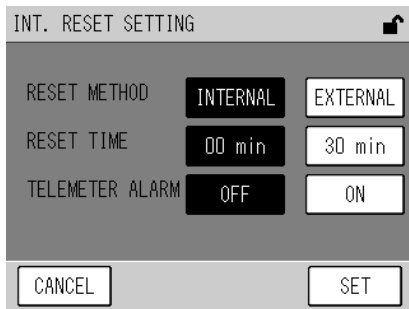 INT. RESET SETTING
RESET METHOD INTERNAL EXTERNAL
RESET TIME 00 min 30 min
TELEMETER ALARM OFF ON
CANCEL SET